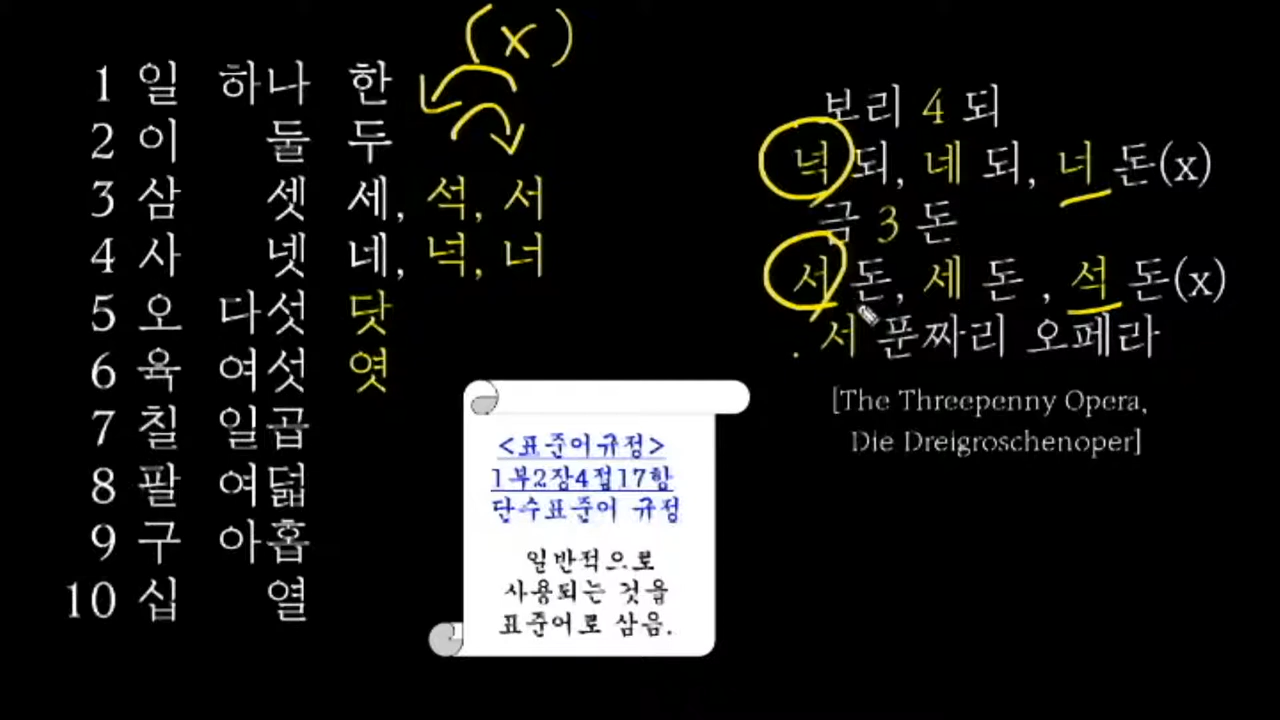 (x)
1 일 하나 한
2 이 둘 두
3 삼 셋 세, 석, 서
4 사 넷 네, 넉, 너
5 오 다섯 닷
6 육 여섯 엿
7 칠 일곱
8 팔 여덟
9 구 아홉
10 십 열
<표준어규정>
1부2장4절17항
단수표준어 규정
일반적으로
사용되는 것을
표준어로 삼음.
보리 4 되
넉 되, 네 되, 너 돈(x)
금 3 돈
서 돈, 세 돈 , 석 돈(x)
. 서 푼짜리 오페라
[The Threepenny Opera,
Die Dreigroschenoper]